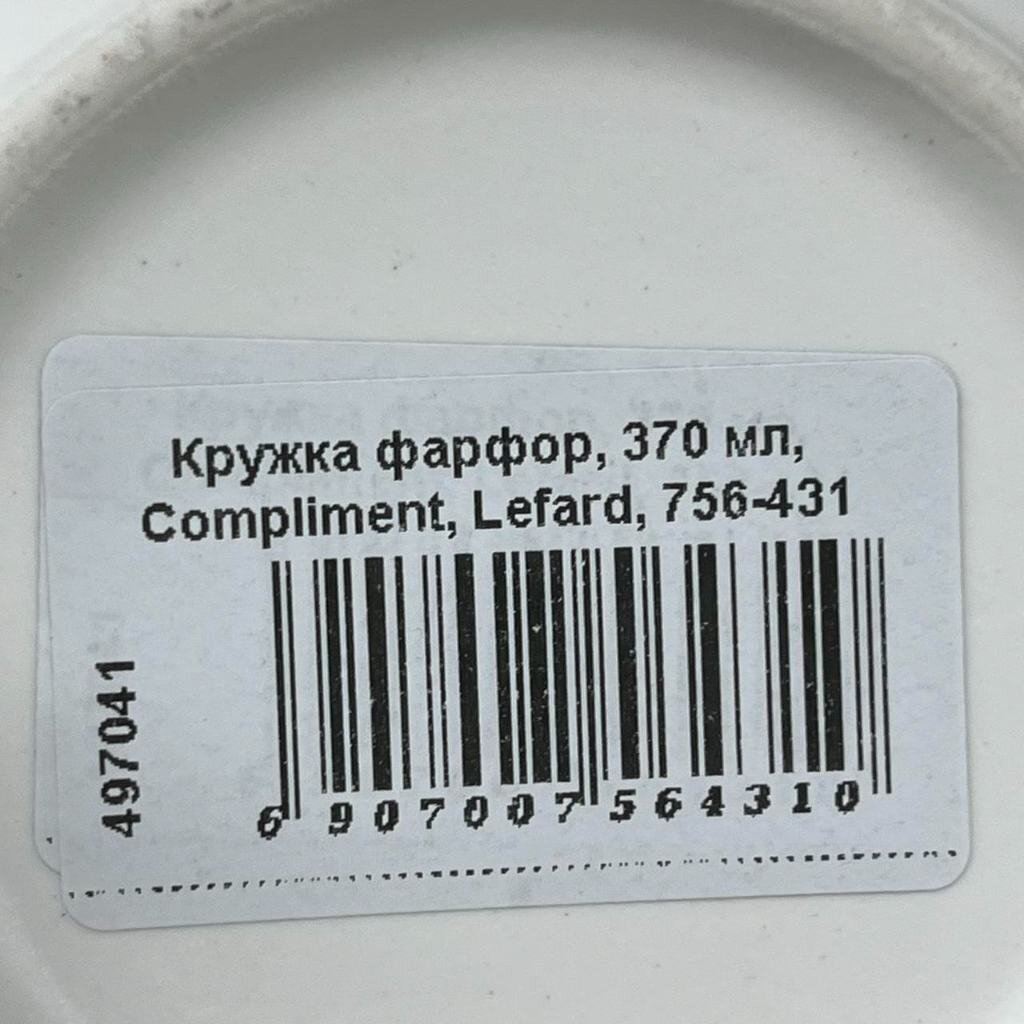 Кружка фарфор, 370 мл,
Compliment, Lefard, 756-431
497041
6 907007 564310